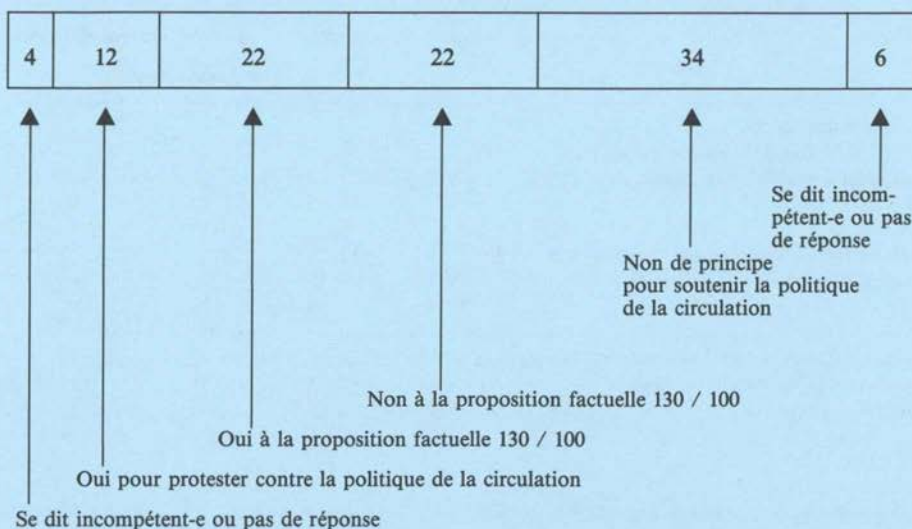 4 12 22 22 34 6
Se dit incom-
pétent-e ou pas
de réponse
Non de principe
pour soutenir la politique
de la circulation
Non à la proposition factuelle 130 / 100
Oui à la proposition factuelle 130 / 100
Oui pour protester contre la politique de la circulation
Se dit incompétent-e ou pas de réponse